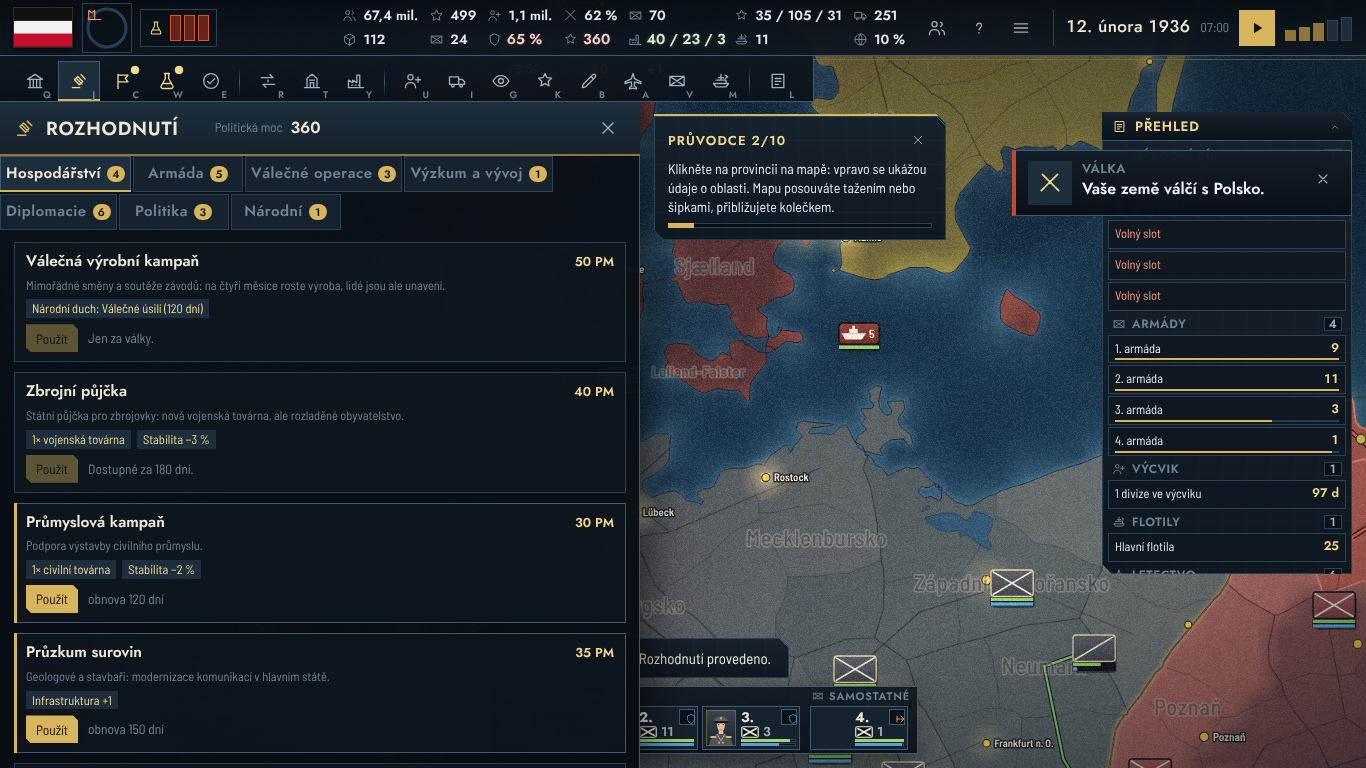 67,4 mil.
499
1,1 mil.
62 %
70
35 / 105 / 31
251
112
24
65 %
360
40 / 23 / 3
11
10 %
?
12. února 1936
07:00
Q
C
W
E
R
T
Y
U
I
G
K
B
A
V
M
L
ROZHODNUTÍ
Politická moc 360
Hospodářství 4
Armáda 5
Válečné operace 3
Výzkum a vývoj 1
Diplomacie 6
Politika 3
Národní 1
Válečná výrobní kampaň
50 PM
Mimořádné směny a soutěže závodů: na čtyři měsíce roste výroba, lidé jsou ale unavení.
Národní duch: Válečné úsilí (120 dní)
Použít
Jen za války.
Zbrojní půjčka
40 PM
Státní půjčka pro zbrojovky: nová vojenská továrna, ale rozladěné obyvatelstvo.
1× vojenská továrna
Stabilita −3 %
Použít
Dostupné za 180 dní.
Průmyslová kampaň
30 PM
Podpora výstavby civilního průmyslu.
1× civilní továrna
Stabilita −2 %
Použít
obnova 120 dní
Průzkum surovin
35 PM
Geologové a stavbaři: modernizace komunikací v hlavním státě.
Infrastruktura +1
Použít
obnova 150 dní
PRŮVODCE 2/10
Klikněte na provincii na mapě: vpravo se ukážou
údaje o oblasti. Mapu posouváte tažením nebo
šipkami, přibližujete kolečkem.
PŘEHLED
VÁLKA
Vaše země válčí s Polsko.
Volný slot
Volný slot
Volný slot
ARMÁDY 4
1. armáda 9
2. armáda 11
3. armáda 3
4. armáda 1
VÝCVIK 1
1 divize ve výcviku 97 d
FLOTILY 1
Hlavní flotila 25
Sjælland
5
Lolland-Falster
Rostock
Lübeck
Mecklenbursko
Neumark
Poznaň
Poznaň
Frankfurt n. O.
Rozhodnutí provedeno.
SAMOSTATNÉ
2.
11
3.
3
4.
1